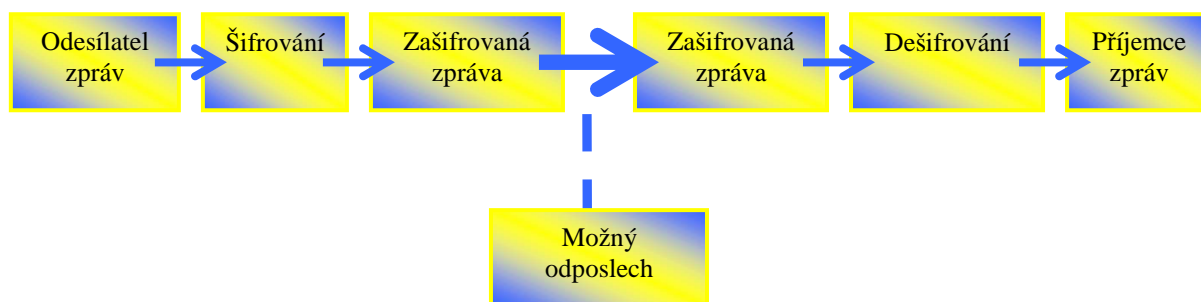 Odesílatel
zpráv
Šifrování
Zašifrovaná
zpráva
Zašifrovaná
zpráva
Dešifrování
Příjemce
zpráv
Možný
odposlech